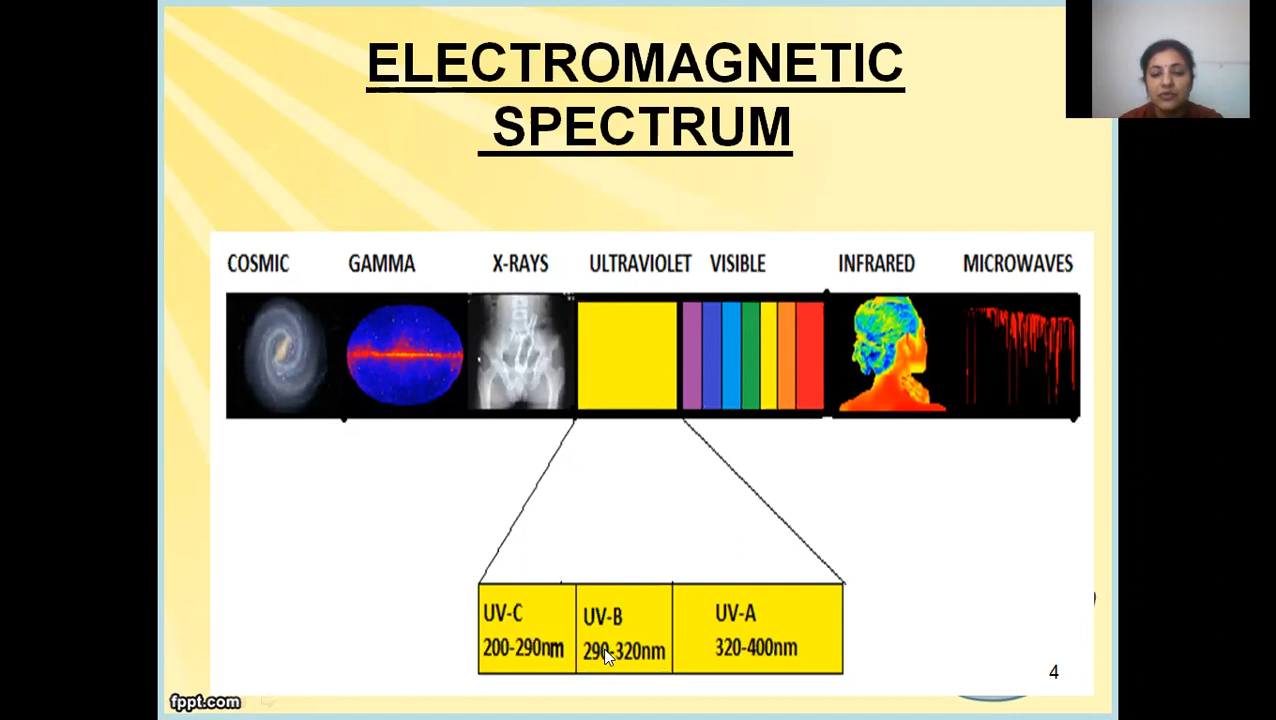 ELECTROMAGNETIC
SPECTRUM
COSMIC GAMMA X-RAYS ULTRAVIOLET VISIBLE INFRARED MICROWAVES
UV-C UV-B UV-A
200-290nm 290-320nm 320-400nm
4
fppt.com